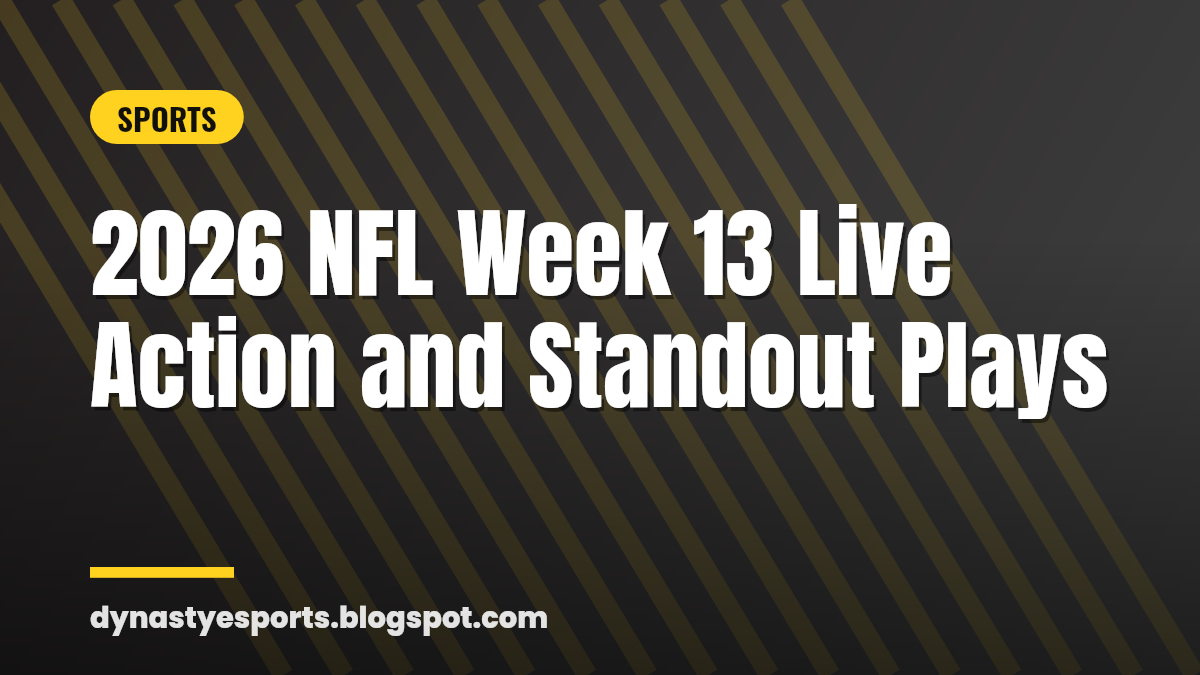 SPORTS
2026 NFL Week 13 Live
Action and Standout Plays
dynastyesports.blogspot.com